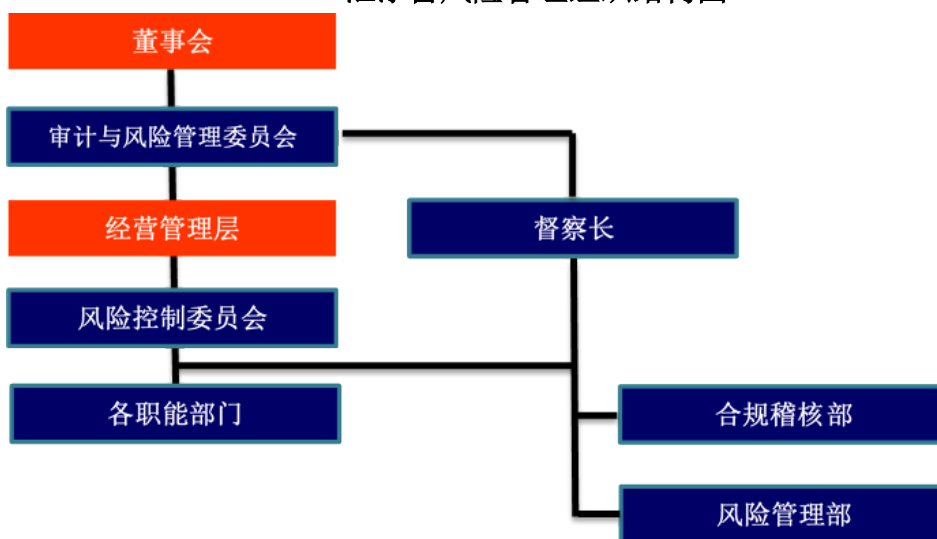 董事会
审计与风险管理委员会
经营管理层
督察长
风险控制委员会
各职能部门
合规稽核部
风险管理部